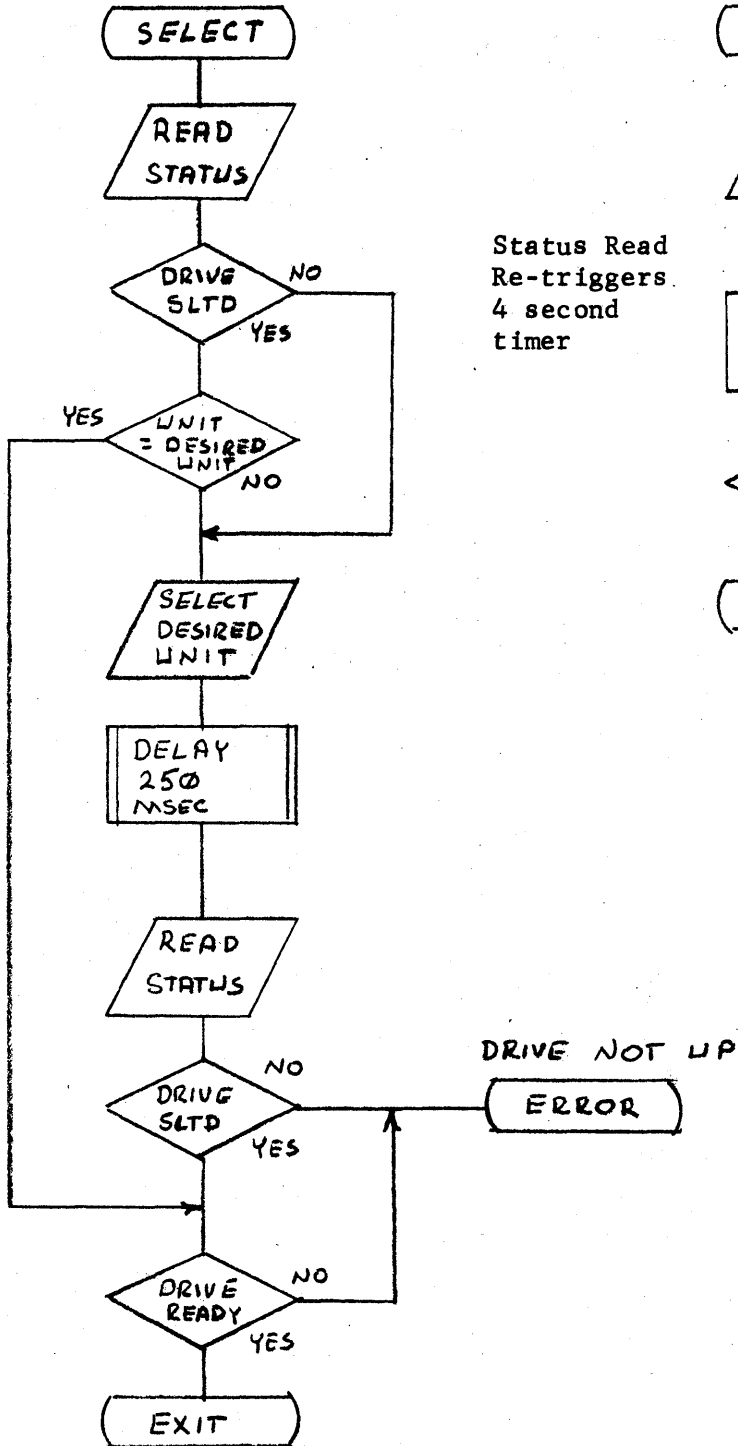 SELECT
READ
STATUS
DRIVE
SLTD
NO
YES
Status Read
Re-triggers
4 second
timer
YES
UNIT
= DESIRED
UNIT
NO
SELECT
DESIRED
UNIT
DELAY
250
MSEC
READ
STATUS
DRIVE NOT UP
DRIVE
SLTD
NO
YES
ERROR
DRIVE
READY
NO
YES
EXIT